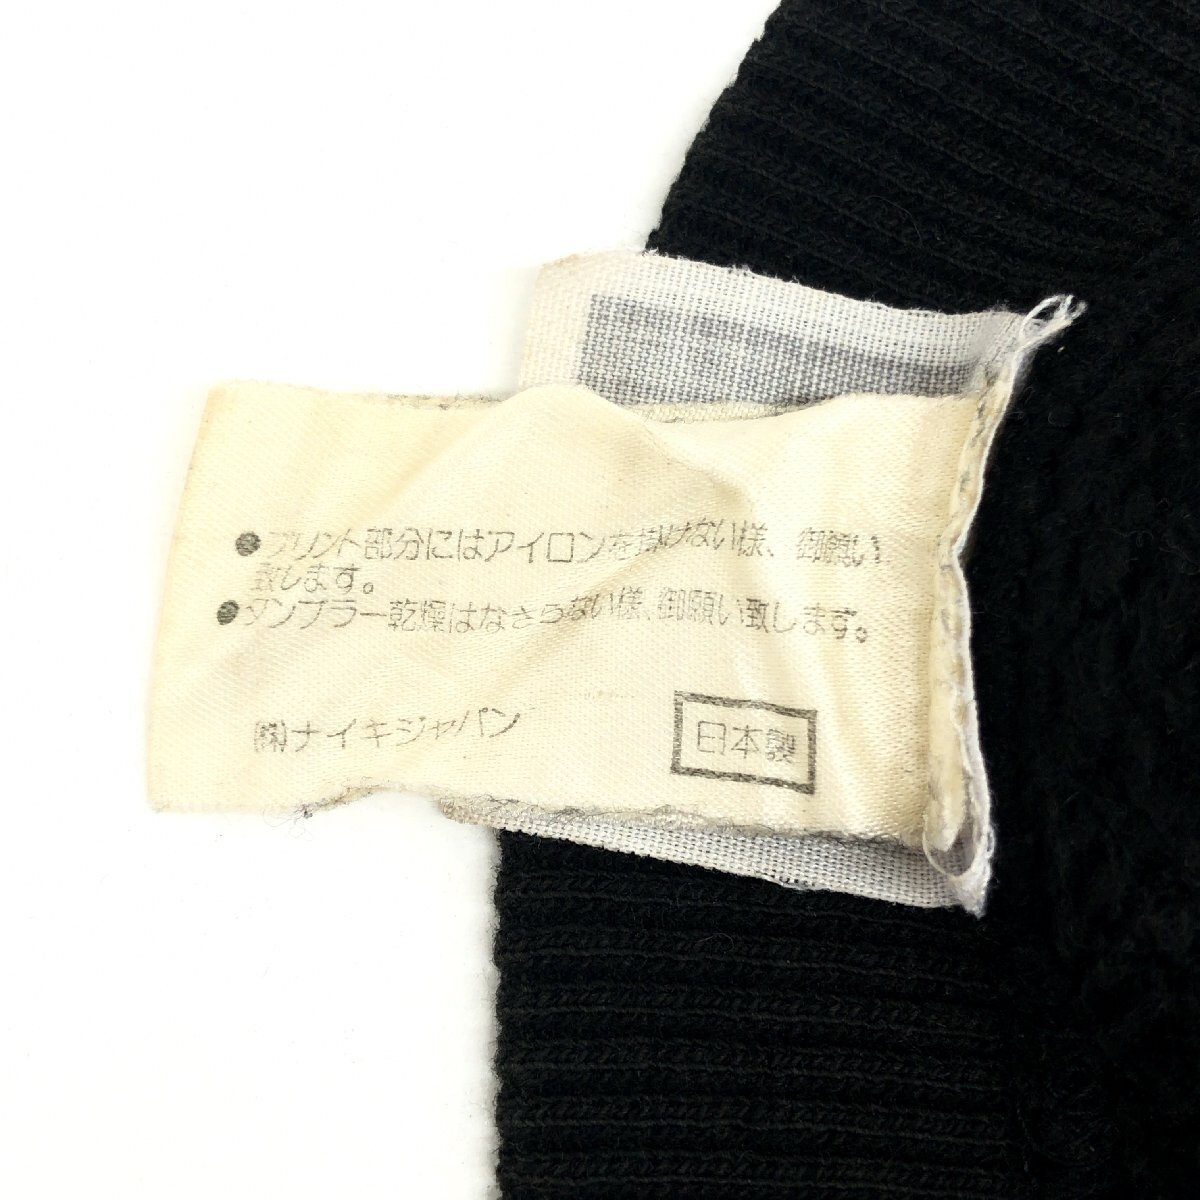 ●プリント部分にはアイロンを掛けない様、御願い
致します。
●タンブラー乾燥はなさらない様、御願い致します。
(株)ナイキジャパン
日本製